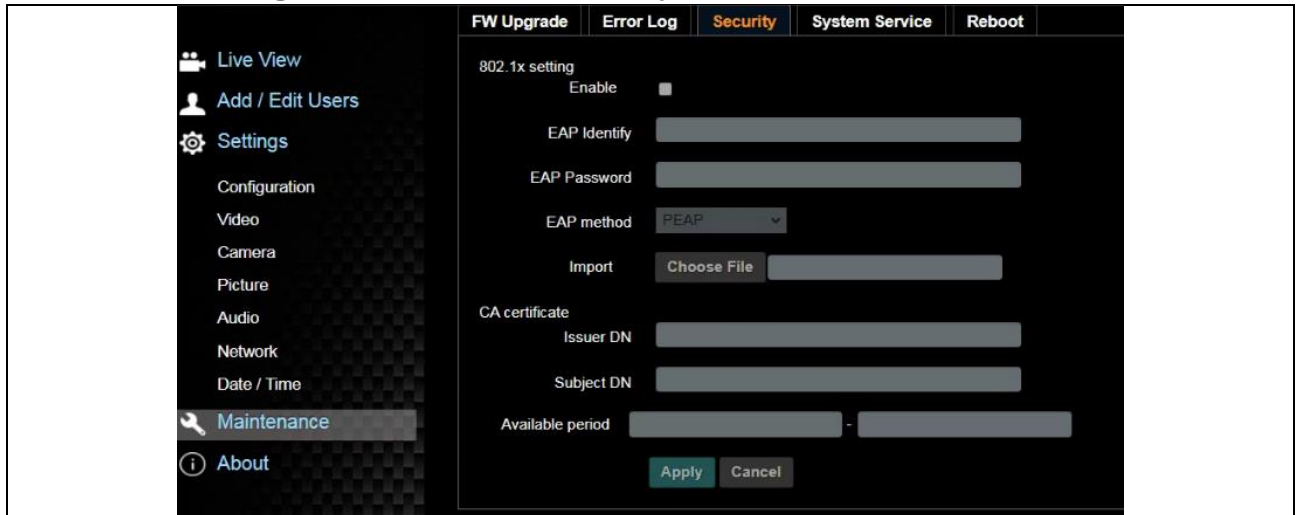 FW Upgrade Error Log Security System Service Reboot
Live View
Add / Edit Users
Settings
Configuration
Video
Camera
Picture
Audio
Network
Date / Time
Maintenance
About
802.1x setting
Enable
EAP Identify
EAP Password
EAP method PEAP
Import Choose File
CA certificate
Issuer DN
Subject DN
Available period -
Apply Cancel